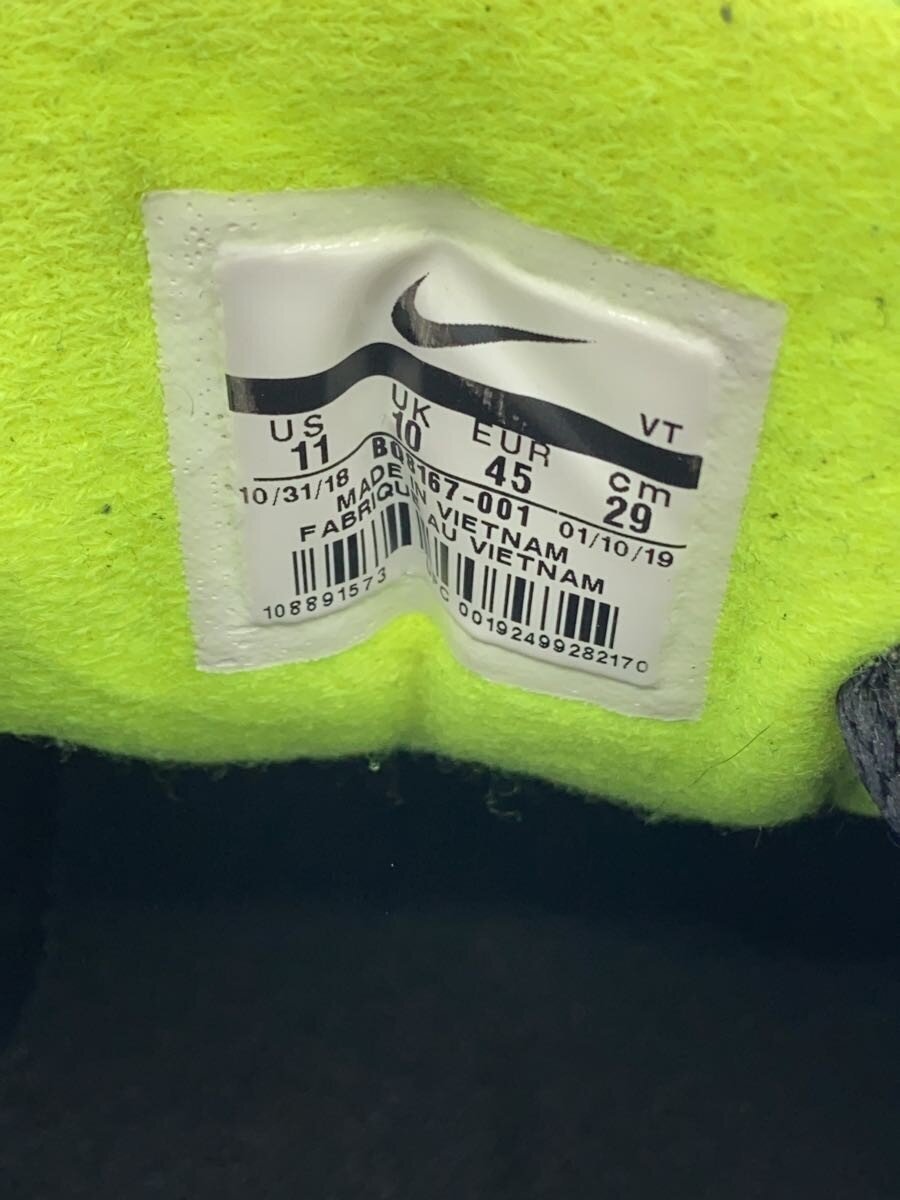 VT
US UK EUR cm
11 10 45 29
10/31/18 BQ8167-001 01/10/19
MADE IN VIETNAM
FABRIQUÉ AU VIETNAM
108891573 UPC 00192499282170